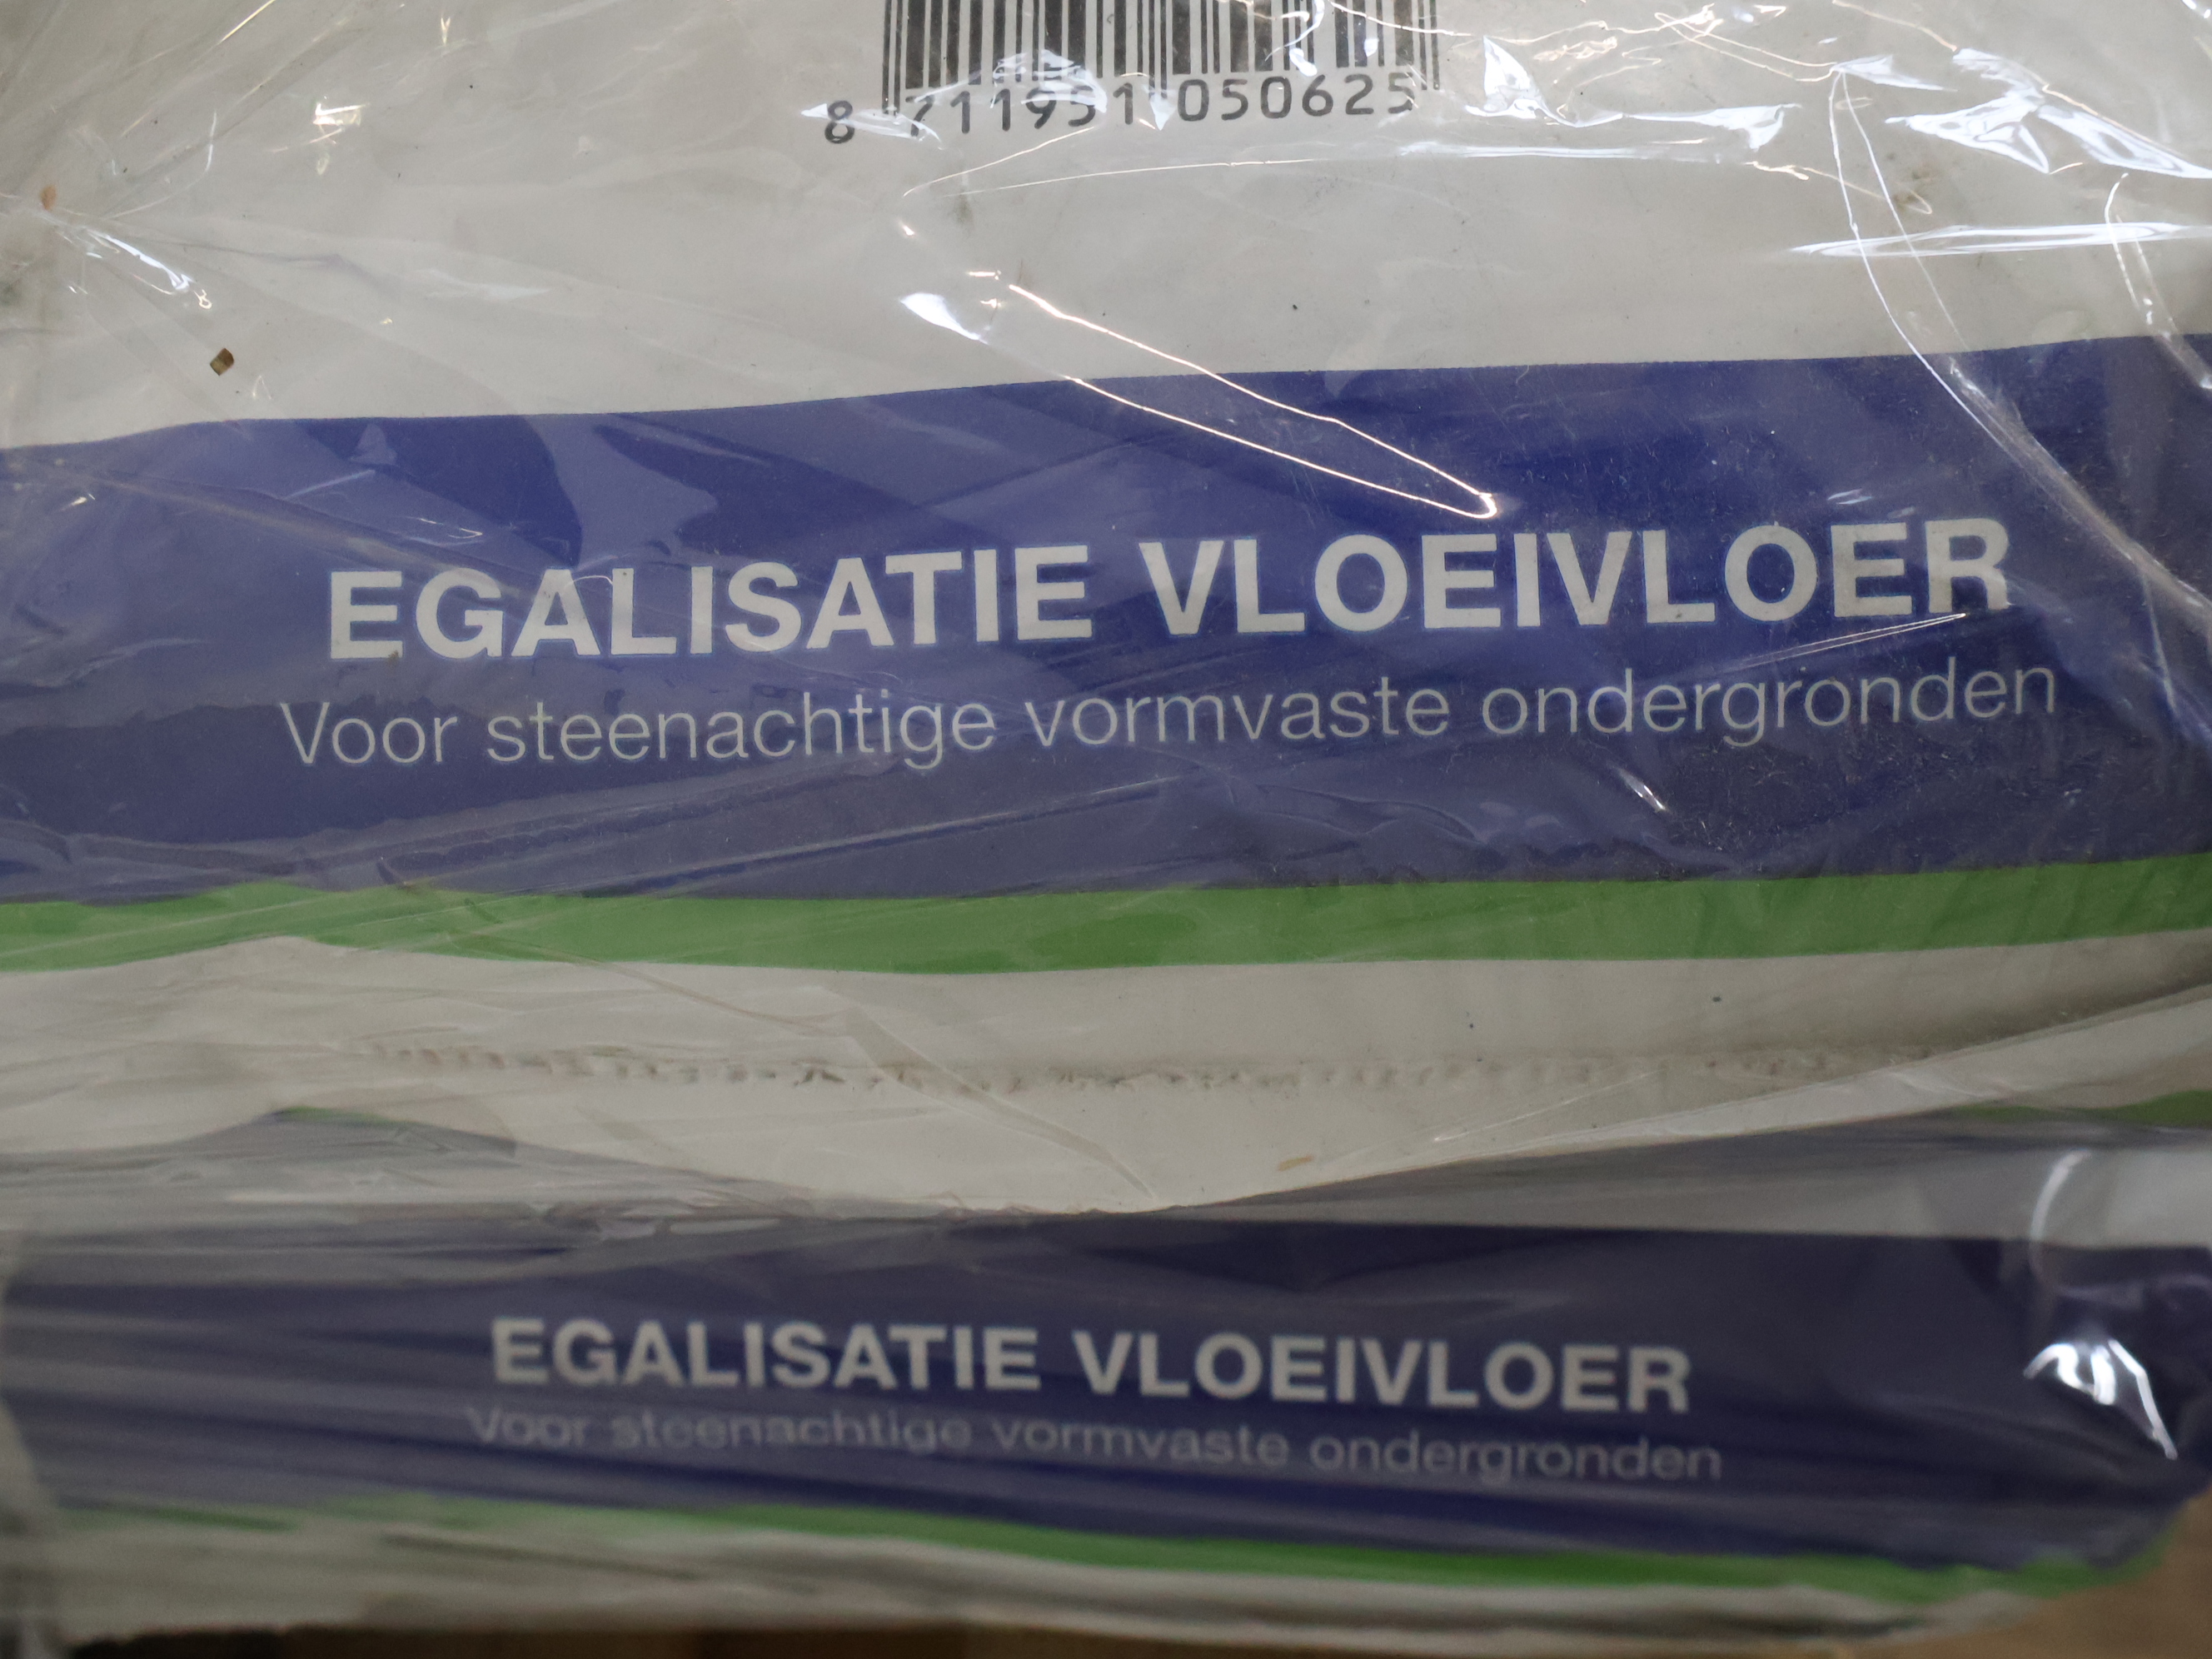 8 711951 050625
EGALISATIE VLOEIVLOER
Voor steenachtige vormvaste ondergronden
EGALISATIE VLOEIVLOER
Voor steenachtige vormvaste ondergronden